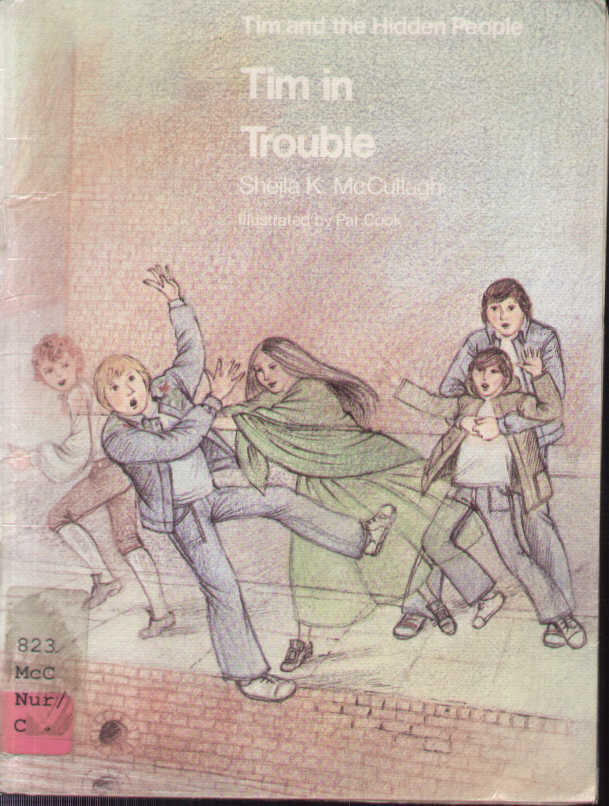 Tim and the Hidden People
Tim in
Trouble
Sheila K. McCullagh
Illustrated by Pat Cook
823
McC
Nur/
C .